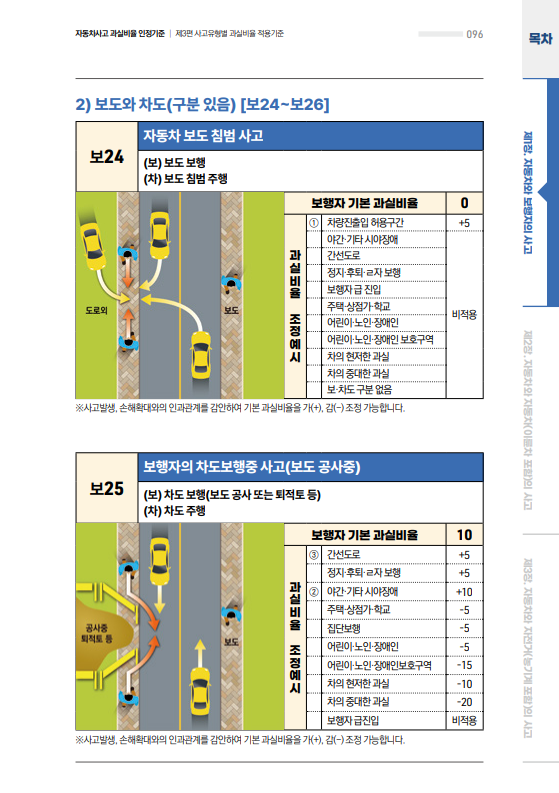 자동차사고 과실비율 인정기준 | 제3편 사고유형별 과실비율 적용기준
096
목차
2) 보도와 차도(구분 있음) [보24~보26]
보24
자동차 보도 침범 사고
(보) 보도 보행
(차) 보도 침범 주행
도로외
보도
보행자 기본 과실비율 0
과실비율 조정예시
① 차량진출입 허용구간 +5
야간·기타 시야장애
간선도로
정지·후퇴·ㄹ자 보행
보행자 급 진입
주택·상점가·학교
어린이·노인·장애인
어린이·노인·장애인 보호구역
차의 현저한 과실
차의 중대한 과실
보·차도 구분 없음
비적용
※사고발생, 손해확대와의 인과관계를 감안하여 기본 과실비율을 가(+), 감(-) 조정 가능합니다.
보25
보행자의 차도보행중 사고(보도 공사중)
(보) 차도 보행(보도 공사 또는 퇴적토 등)
(차) 차도 주행
공사중
퇴적토 등
보도
보행자 기본 과실비율 10
과실비율 조정예시
③ 간선도로 +5
정지·후퇴·ㄹ자 보행 +5
② 야간·기타 시야장애 +10
주택·상점가·학교 -5
집단보행 -5
어린이·노인·장애인 -5
어린이·노인·장애인보호구역 -15
차의 현저한 과실 -10
차의 중대한 과실 -20
보행자 급진입 비적용
※사고발생, 손해확대와의 인과관계를 감안하여 기본 과실비율을 가(+), 감(-) 조정 가능합니다.
제1장. 자동차와 보행자의 사고
제2장. 자동차와 자동차(이륜차 포함)의 사고
제3장. 자동차와 자전거(농기계 포함)의 사고